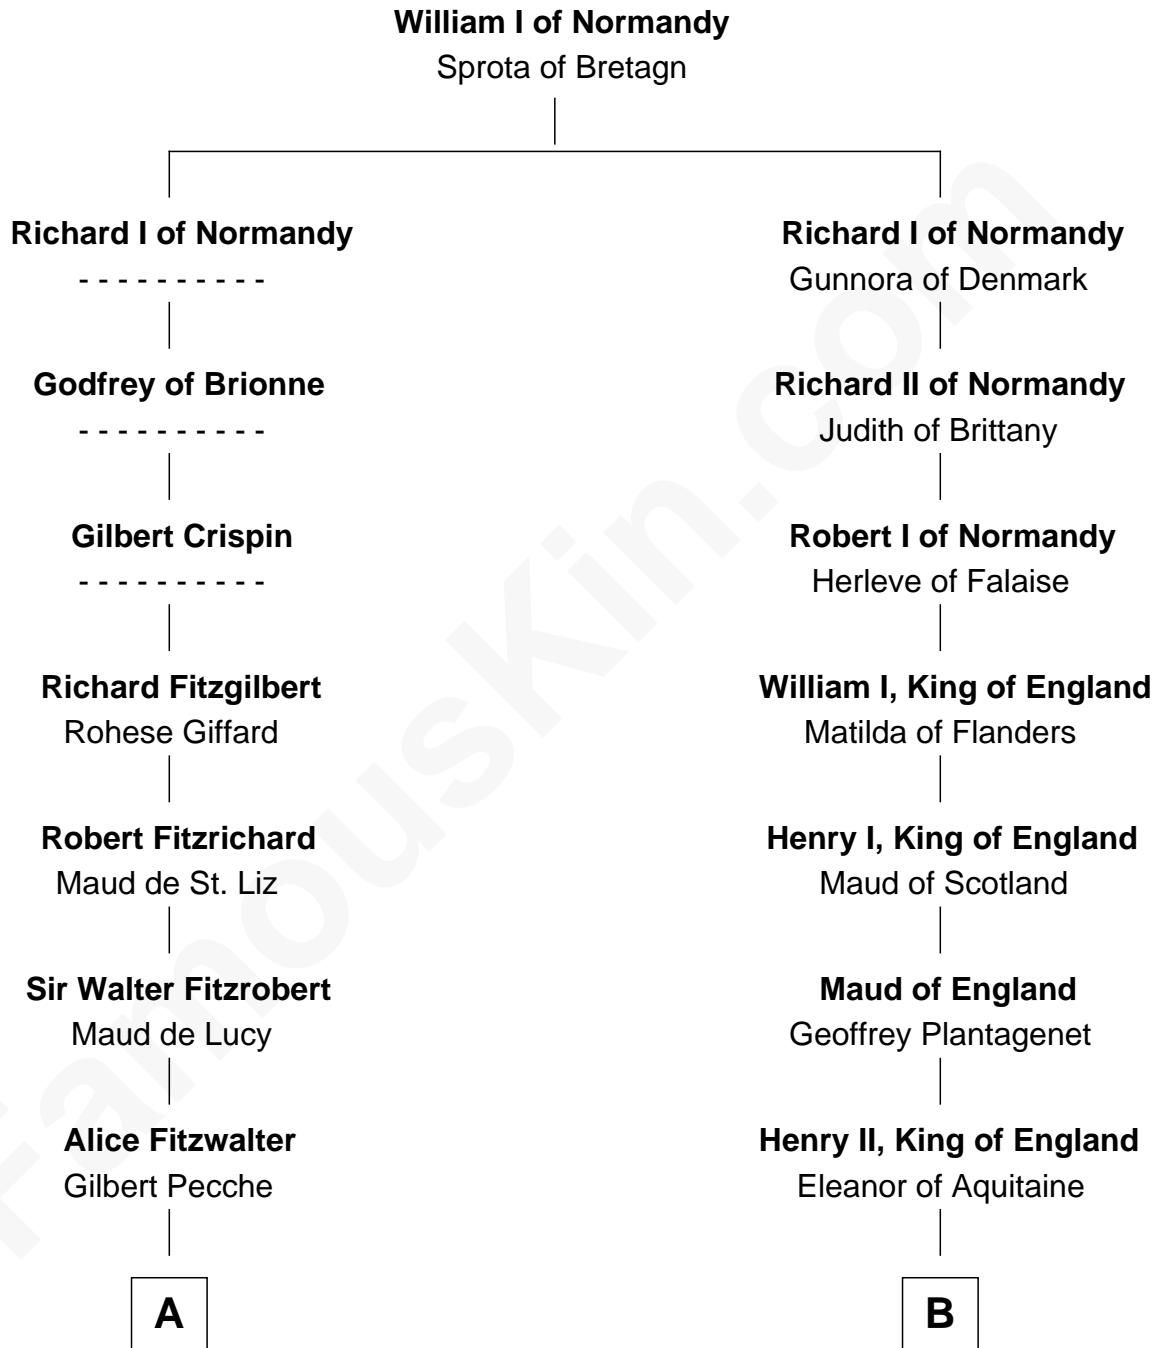 William I of Normandy
Sprota of Bretagn
Richard I of Normandy
- - - - - - - - - -
Godfrey of Brionne
- - - - - - - - - -
Gilbert Crispin
- - - - - - - - - -
Richard Fitzgilbert
Rohese Giffard
Robert Fitzrichard
Maud de St. Liz
Sir Walter Fitzrobert
Maud de Lucy
Alice Fitzwalter
Gilbert Pecche
A
Richard I of Normandy
Gunnora of Denmark
Richard II of Normandy
Judith of Brittany
Robert I of Normandy
Herleve of Falaise
William I, King of England
Matilda of Flanders
Henry I, King of England
Maud of Scotland
Maud of England
Geoffrey Plantagenet
Henry II, King of England
Eleanor of Aquitaine
B
FamousKin.com